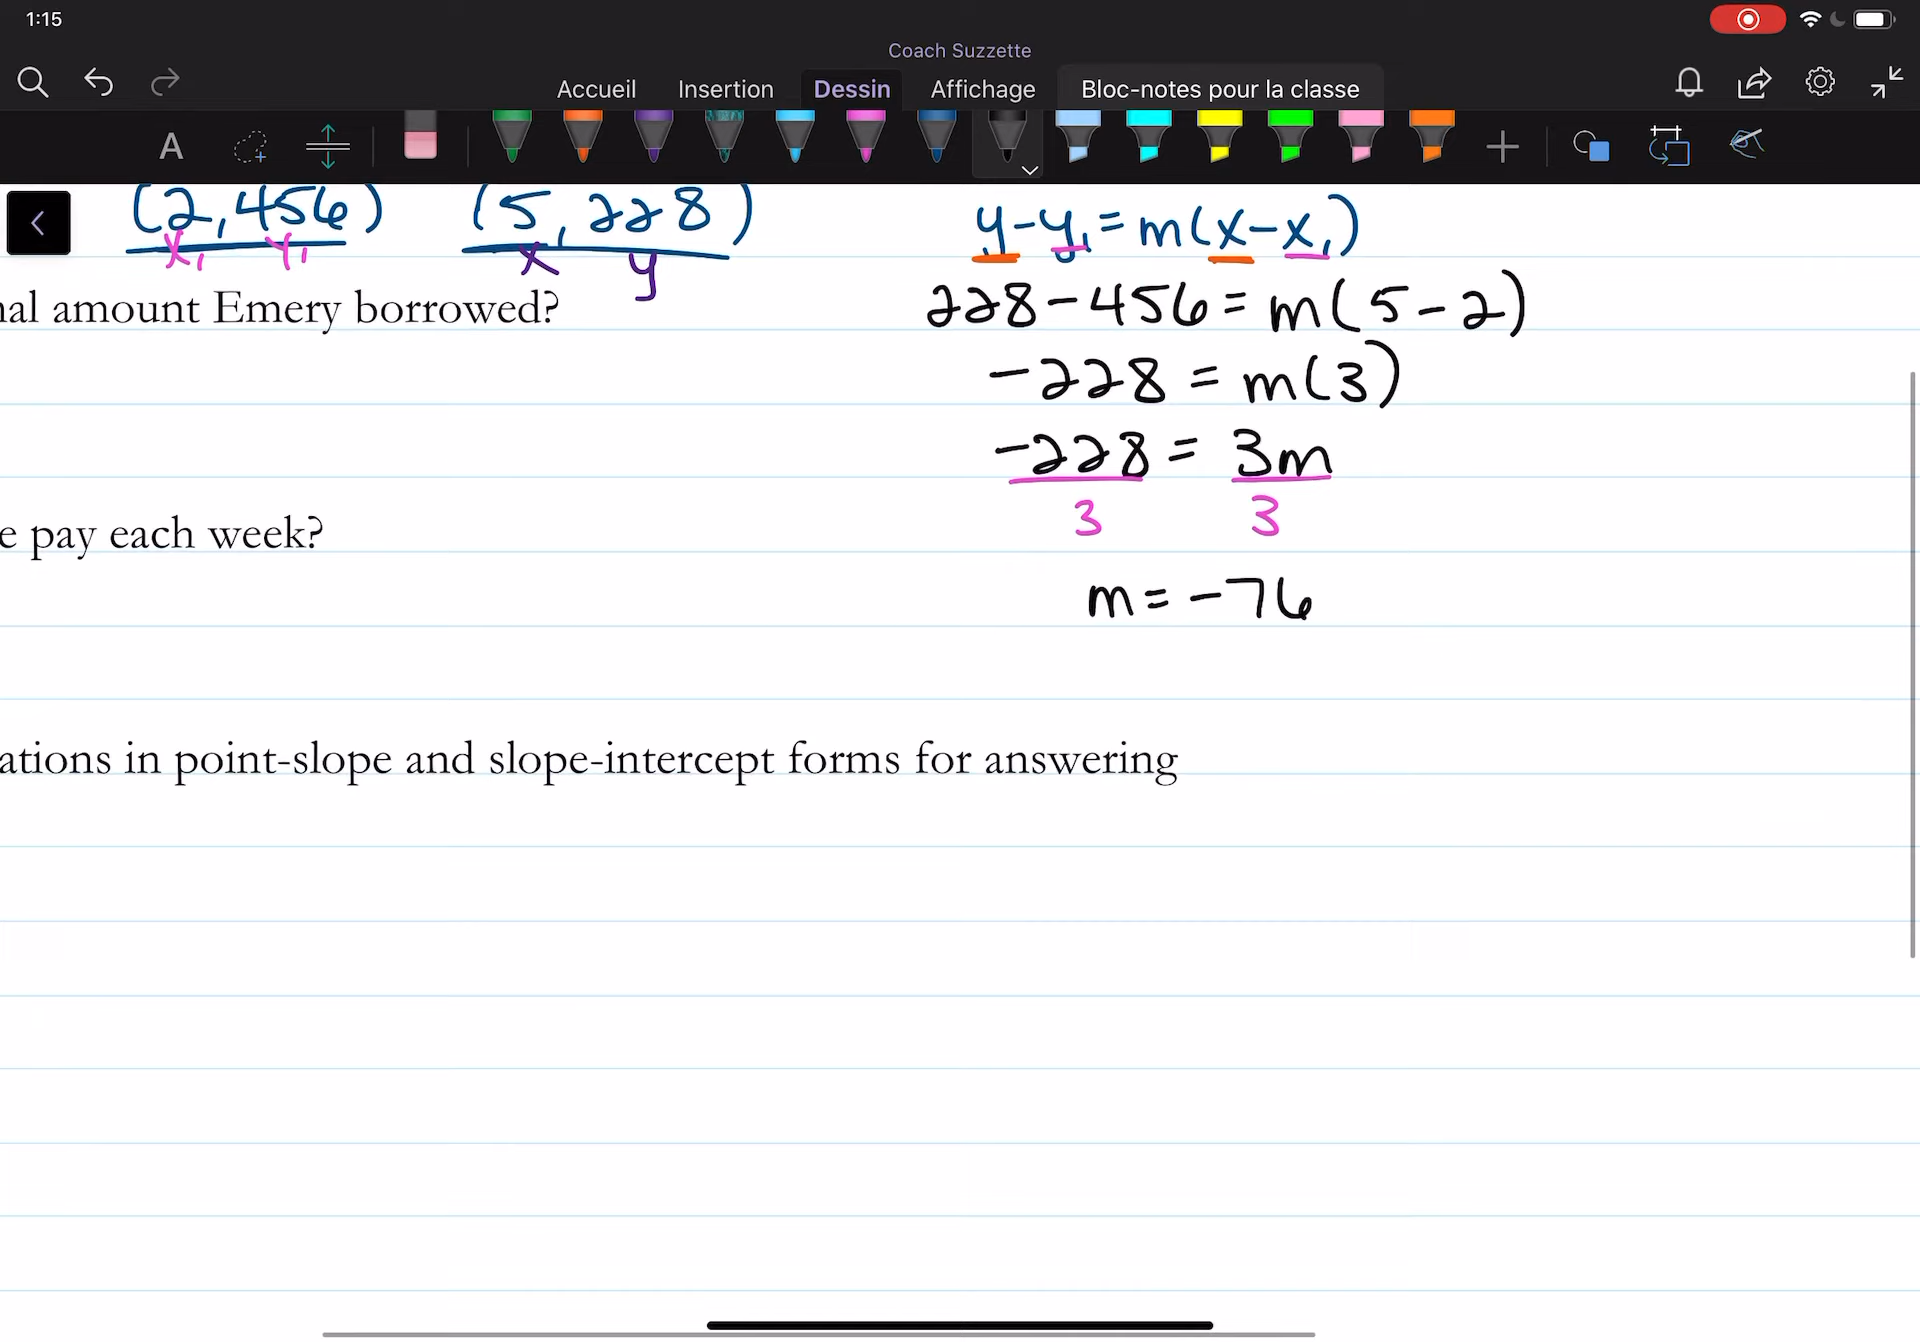 1:15
Coach Suzzette
Accueil Insertion Dessin Affichage Bloc-notes pour la classe
A
(2,456) (5,228)
x₁ y₁ x y
y-y₁=m(x-x₁)
nal amount Emery borrowed?
228-456=m(5-2)
-228=m(3)
-228=3m
3 3
e pay each week?
m=-76
ations in point-slope and slope-intercept forms for answering